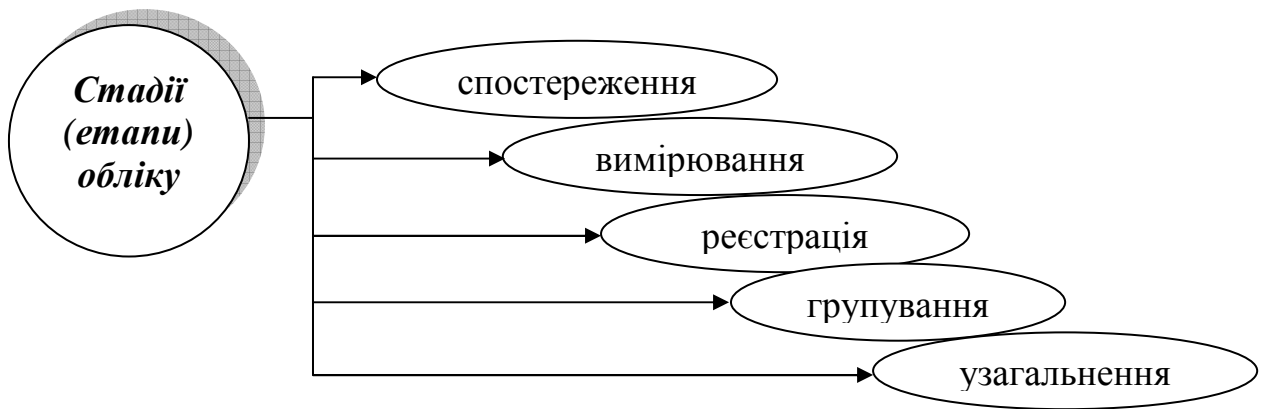 Стадії
(етапи)
обліку
спостереження
вимірювання
реєстрація
групування
узагальнення